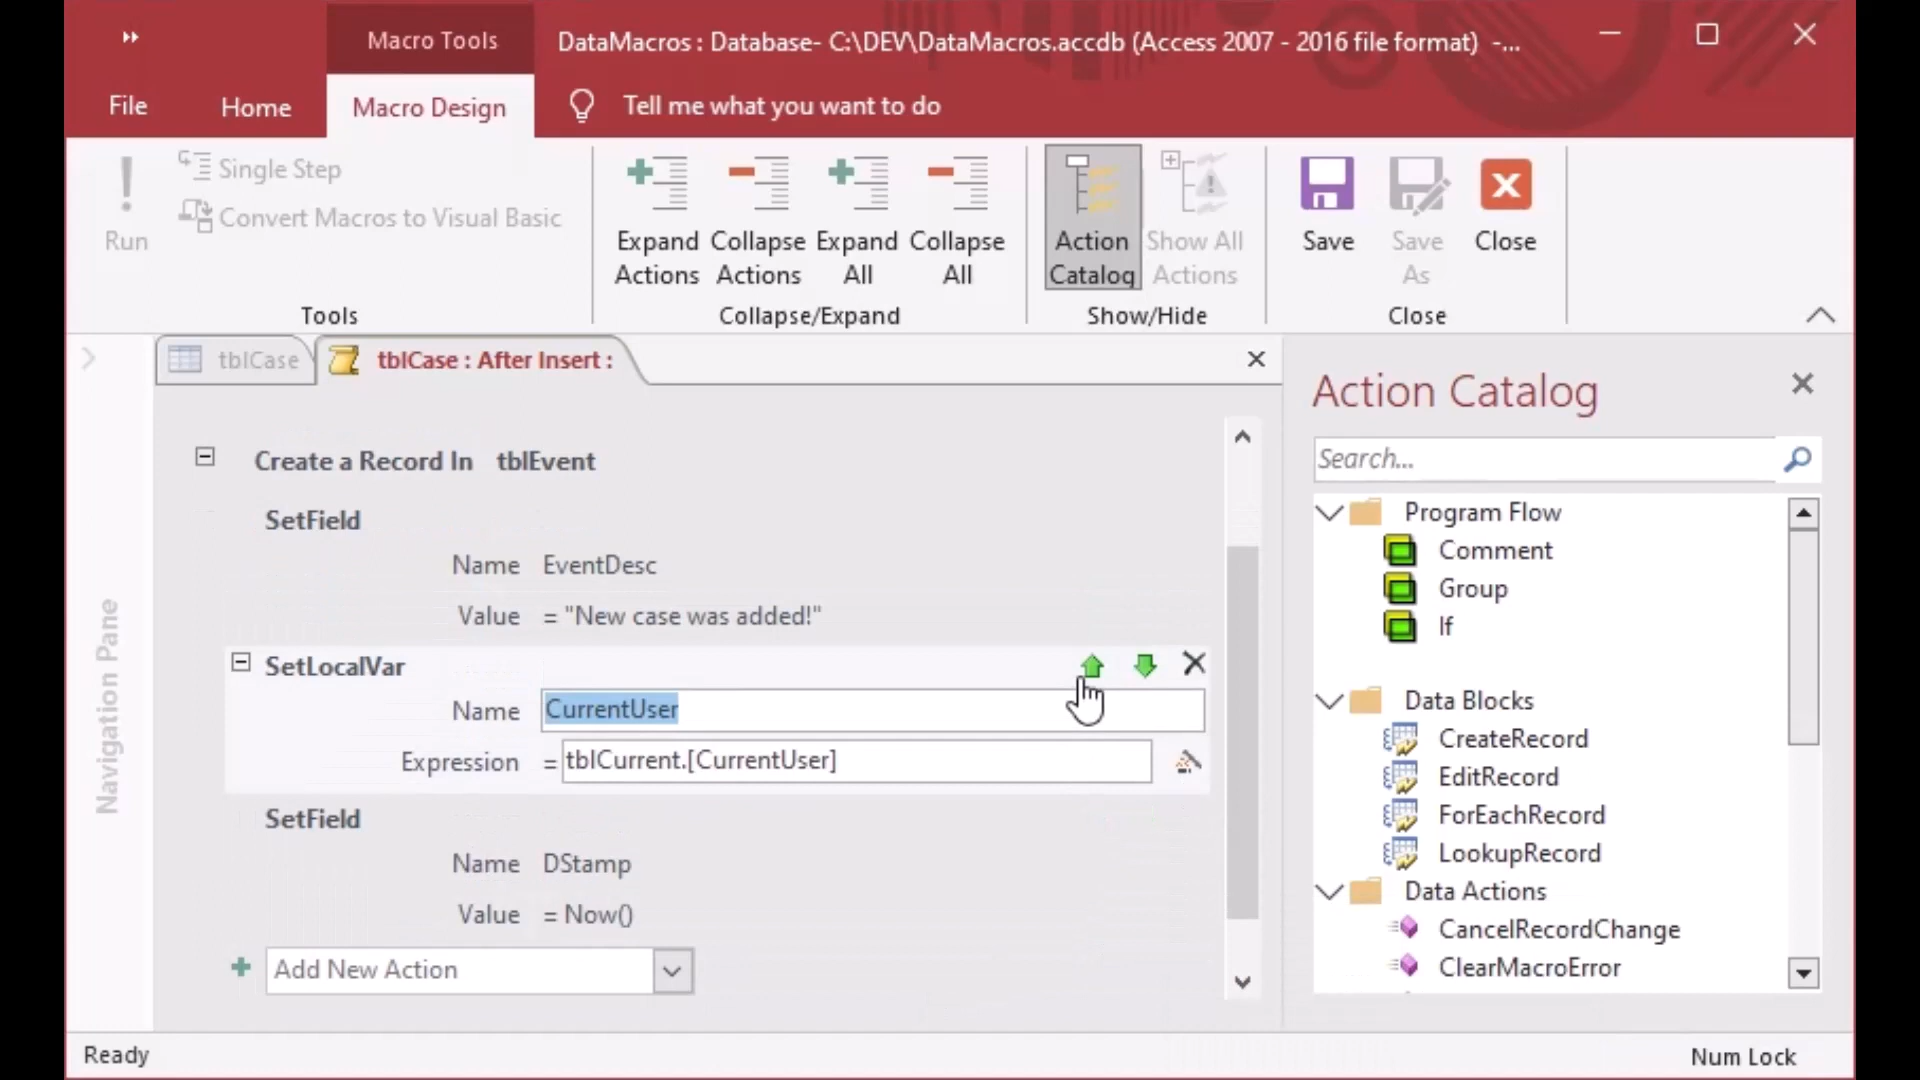 Macro Tools
DataMacros : Database- C:\DEV\DataMacros.accdb (Access 2007 - 2016 file format) -...
File
Home
Macro Design
Tell me what you want to do
Run
Single Step
Convert Macros to Visual Basic
Tools
Expand Actions
Collapse Actions
Expand All
Collapse All
Collapse/Expand
Action Catalog
Show All Actions
Show/Hide
Save
Save As
Close
Close
tblCase
tblCase : After Insert :
Navigation Pane
Create a Record In tblEvent
SetField
Name EventDesc
Value = "New case was added!"
SetLocalVar
Name CurrentUser
Expression = tblCurrent.[CurrentUser]
SetField
Name DStamp
Value = Now()
Add New Action
Action Catalog
Search...
Program Flow
Comment
Group
If
Data Blocks
CreateRecord
EditRecord
ForEachRecord
LookupRecord
Data Actions
CancelRecordChange
ClearMacroError
Ready
Num Lock